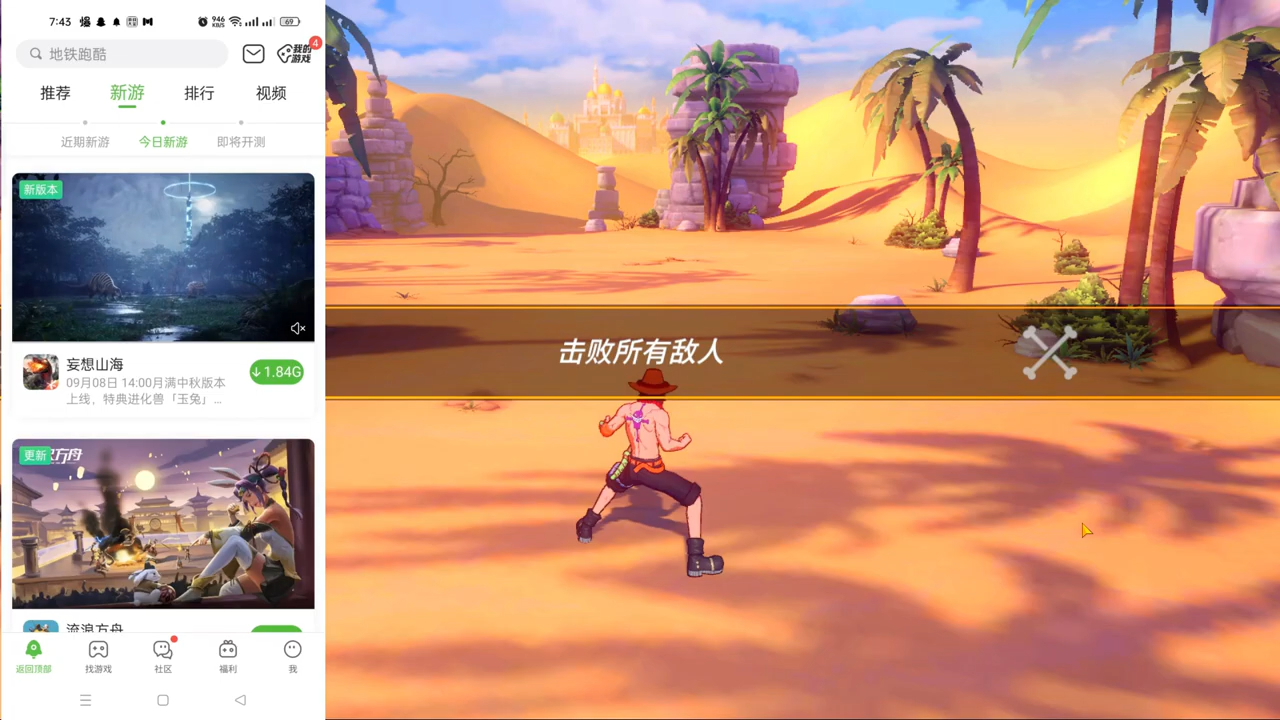 7:43
946
KB/S
69
地铁跑酷
我的
游戏
4
推荐
新游
排行
视频
近期新游
今日新游
即将开测
新版本
妄想山海
09月08日 14:00月满中秋版本
上线，特典进化兽「玉兔」...
1.84G
更新
方舟
流浪方舟
返回顶部
找游戏
社区
福利
我
击败所有敌人